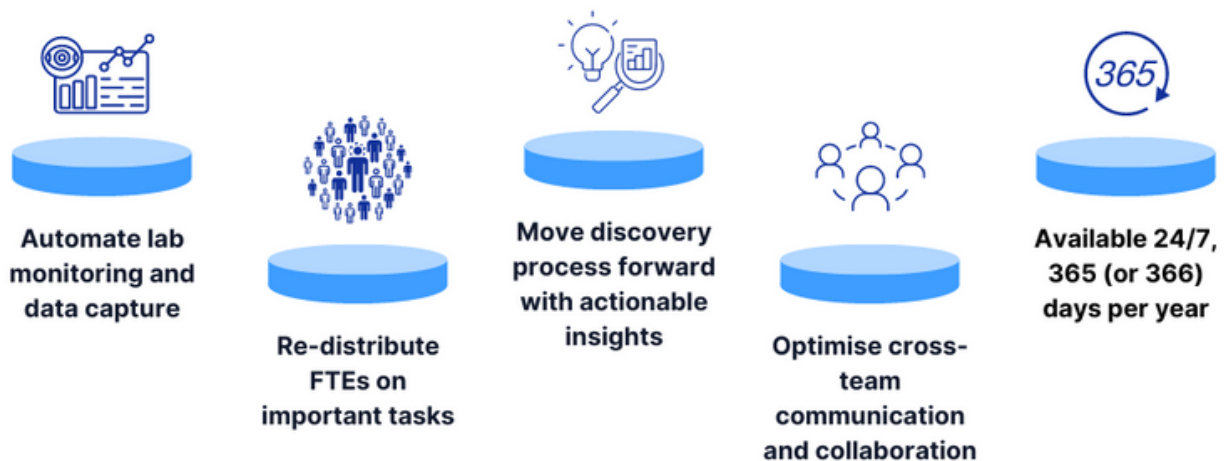 Automate lab
monitoring and
data capture
Re-distribute
FTEs on
important tasks
Move discovery
process forward
with actionable
insights
Optimise cross-
team
communication
and collaboration
365
Available 24/7,
365 (or 366)
days per year